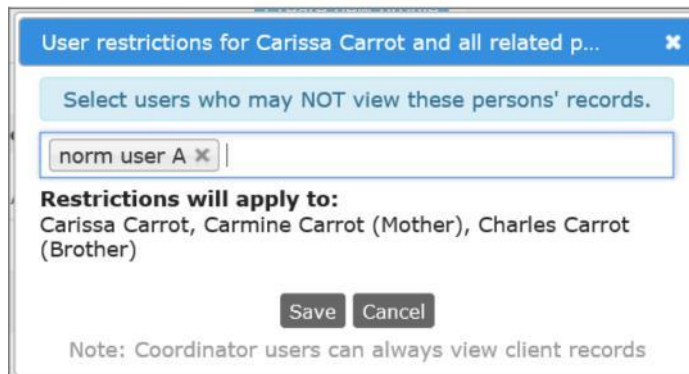 User restrictions for Carissa Carrot and all related p...
Select users who may NOT view these persons' records.
norm user A
Restrictions will apply to:
Carissa Carrot, Carmine Carrot (Mother), Charles Carrot
(Brother)
Save Cancel
Note: Coordinator users can always view client records